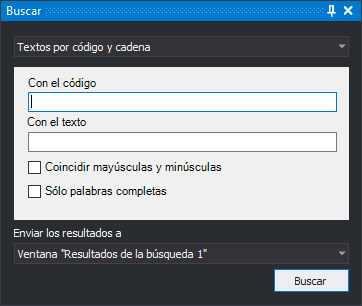 Buscar
Textos por código y cadena
Con el código
Con el texto
Coincidir mayúsculas y minúsculas
Sólo palabras completas
Enviar los resultados a
Ventana "Resultados de la búsqueda 1"
Buscar